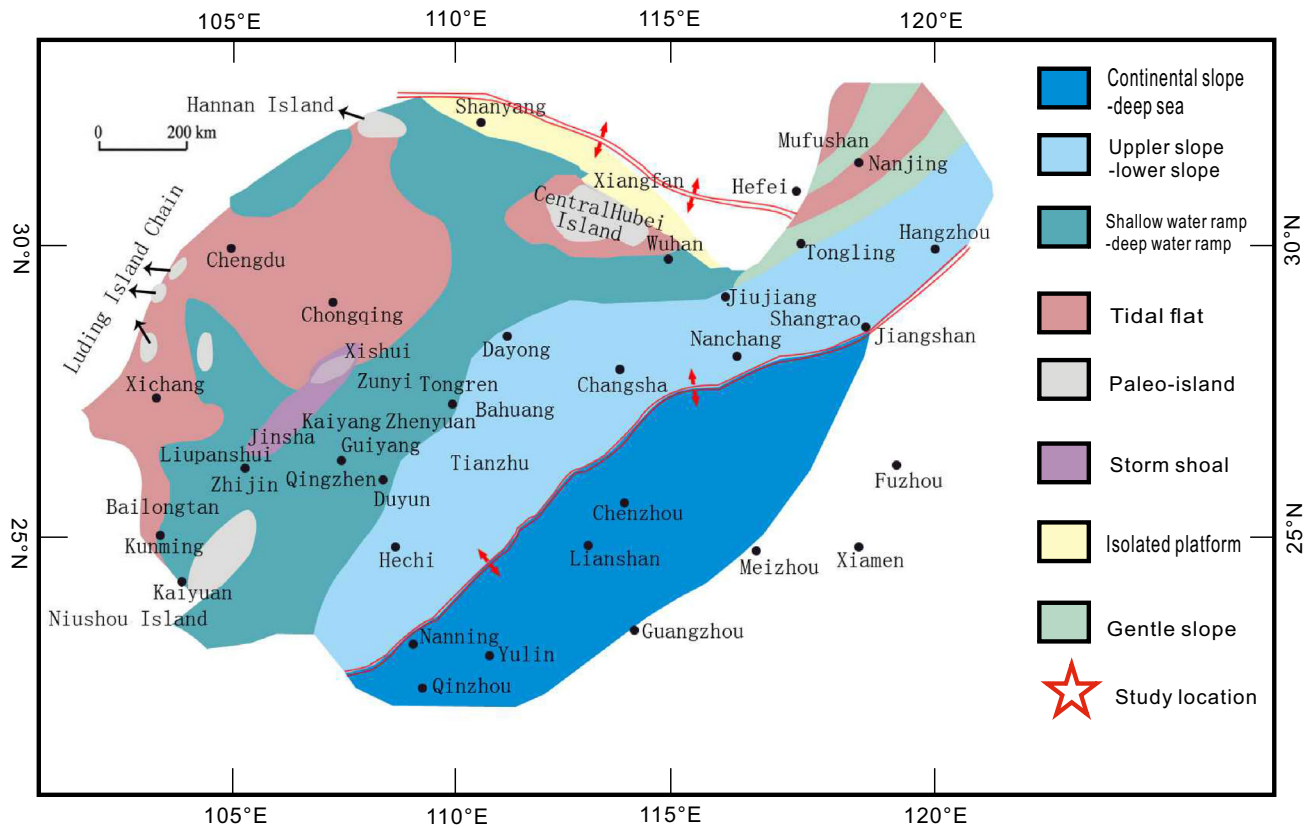 105°E
110°E
115°E
120°E
Hannan Island
0
200 km
Shanyang
Mufushan
Nanjing
Xiangfan
Hefei
CentralHubei
Island
Luding Island Chain
30°N
30°N
Wuhan
Hangzhou
Chengdu
Tongling
Chongqing
Jiujiang
Shangrao
Jiangshan
Nanchang
Dayong
Xishui
Xichang
Zunyi
Tongren
Changsha
Bahuang
Kaiyang
Zhenyuan
Jinsha
Guiyang
Liupanshui
Tianzhu
Zhijin
Qingzhen
Fuzhou
Duyun
Bailongtan
Chenzhou
25°N
25°N
Kunming
Hechi
Lianshan
Meizhou
Xiamen
Kaiyuan
Niushou Island
Nanning
Guangzhou
Yulin
Qinzhou
105°E
110°E
115°E
120°E
Continental slope
-deep sea
Uppler slope
-lower slope
Shallow water ramp
-deep water ramp
Tidal flat
Paleo-island
Storm shoal
Isolated platform
Gentle slope
Study location